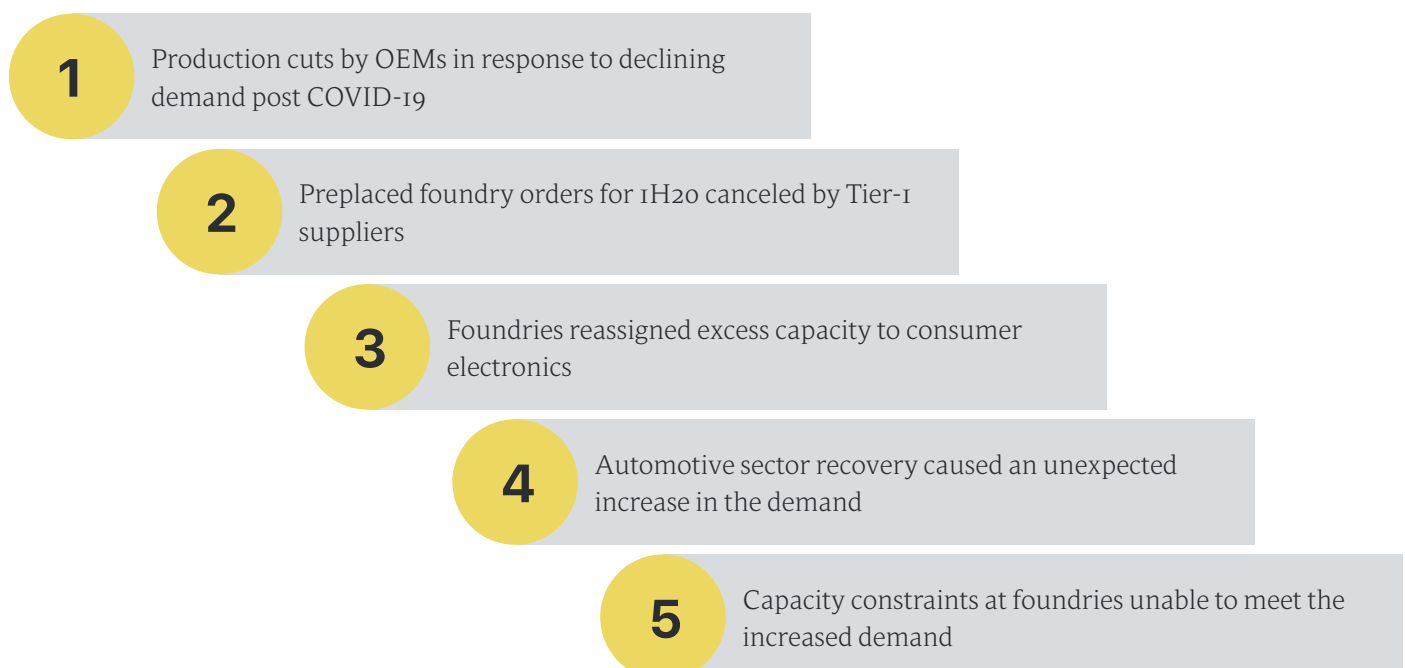 1
Production cuts by OEMs in response to declining
demand post COVID-19
2
Preplaced foundry orders for 1H20 canceled by Tier-1
suppliers
3
Foundries reassigned excess capacity to consumer
electronics
4
Automotive sector recovery caused an unexpected
increase in the demand
5
Capacity constraints at foundries unable to meet the
increased demand